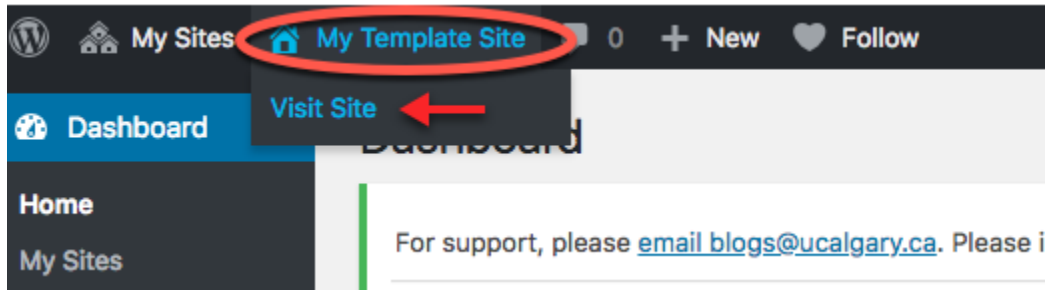 My Sites My Template Site 0 + New Follow
Visit Site
Dashboard
Dashboard
Home
For support, please email blogs@ucalgary.ca. Please i
My Sites